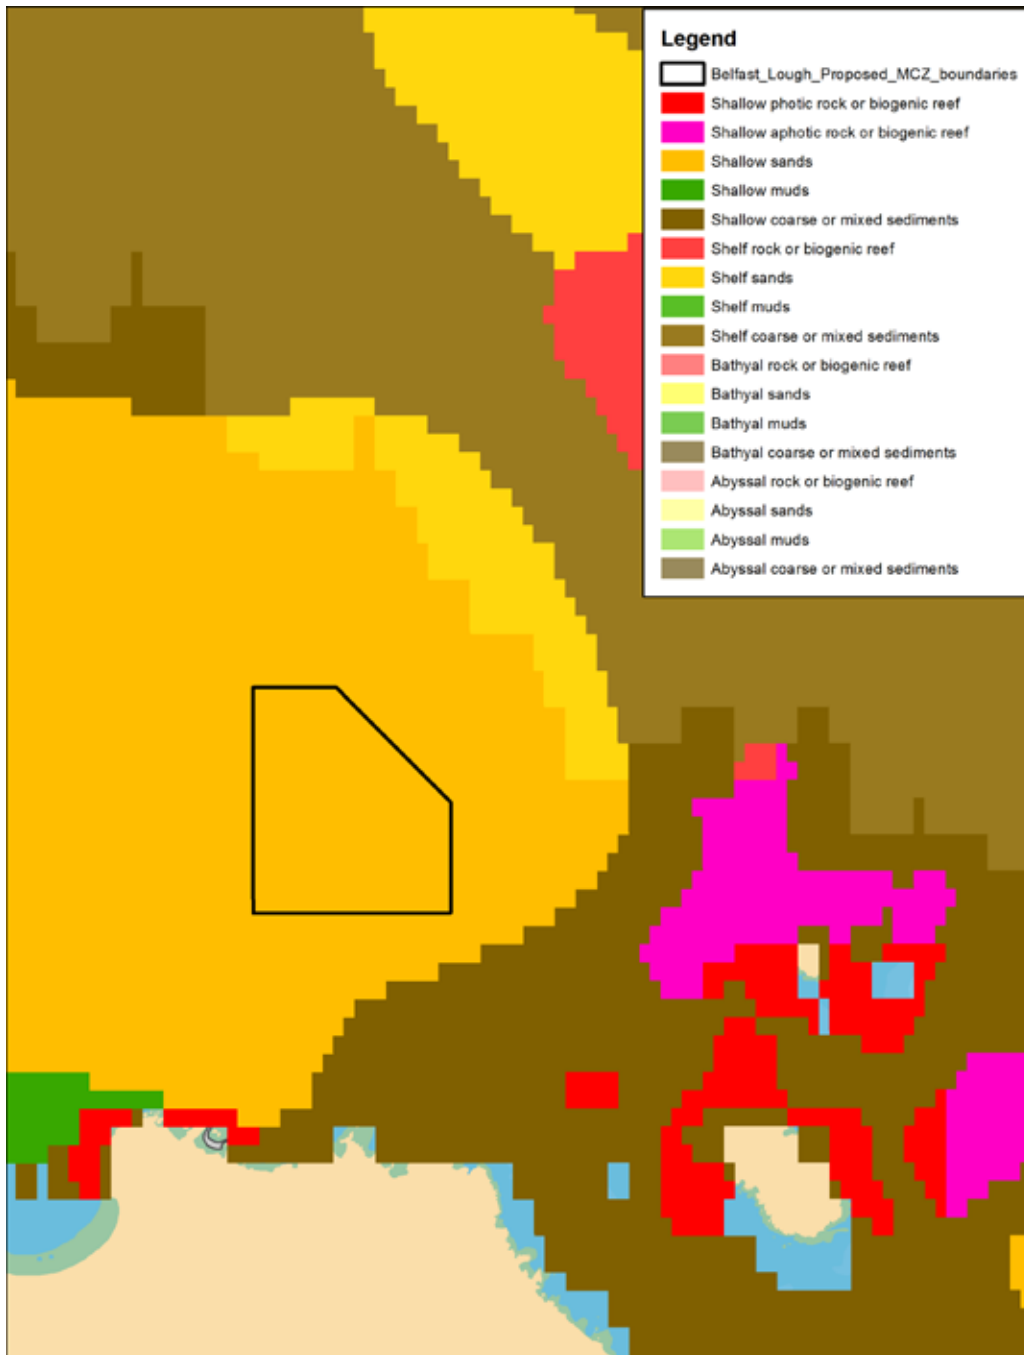 Legend
Belfast_Lough_Proposed_MCZ_boundaries
Shallow photic rock or biogenic reef
Shallow aphotic rock or biogenic reef
Shallow sands
Shallow muds
Shallow coarse or mixed sediments
Shelf rock or biogenic reef
Shelf sands
Shelf muds
Shelf coarse or mixed sediments
Bathyal rock or biogenic reef
Bathyal sands
Bathyal muds
Bathyal coarse or mixed sediments
Abyssal rock or biogenic reef
Abyssal sands
Abyssal muds
Abyssal coarse or mixed sediments